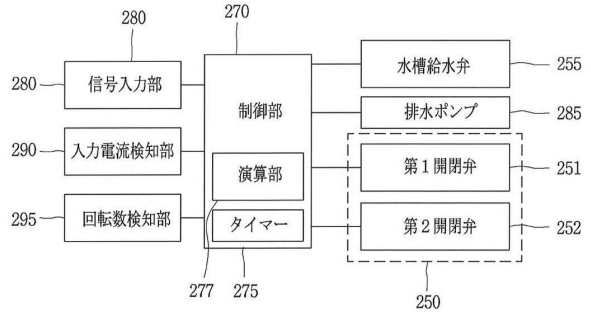 280
270
280
信号入力部
制御部
水槽給水弁
255
排水ポンプ
285
290
入力電流検知部
演算部
第1開閉弁
251
295
回転数検知部
タイマー
第2開閉弁
252
277
275
250